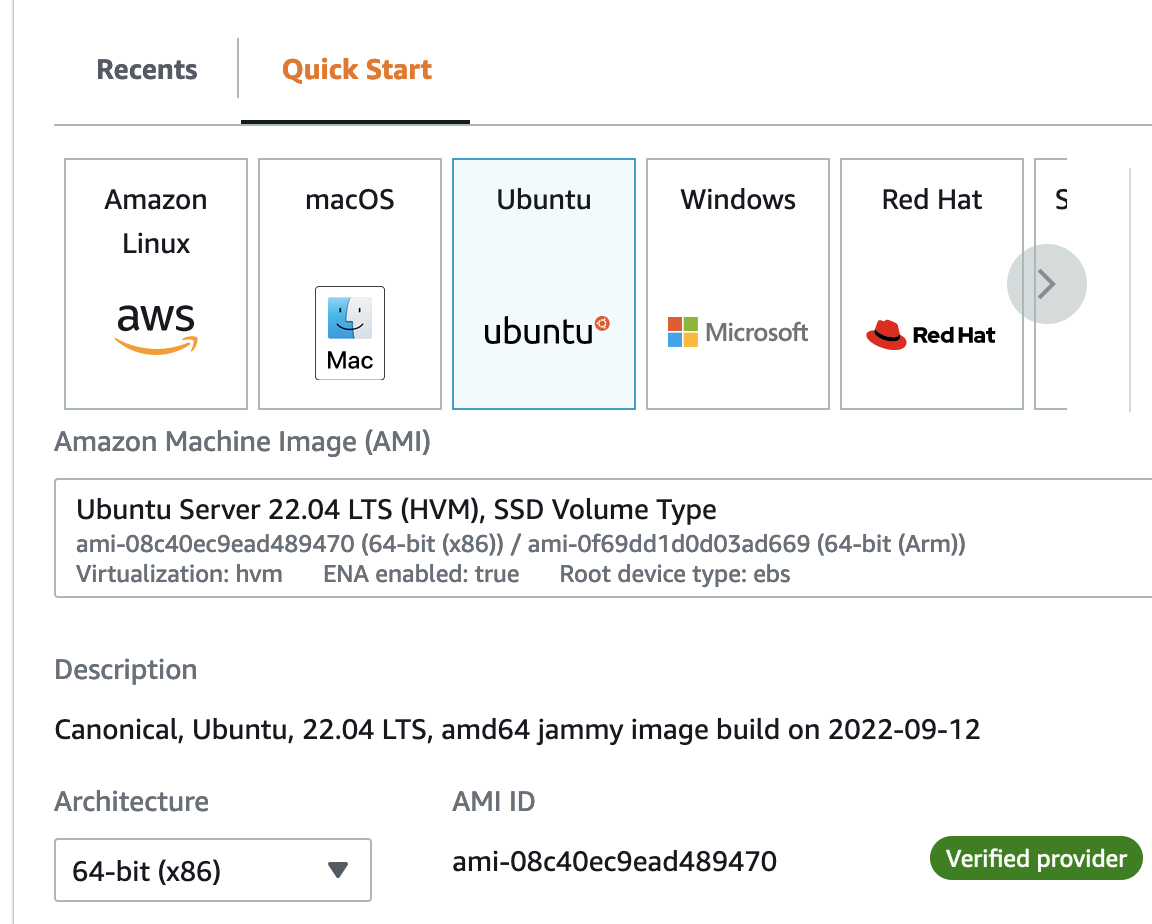 Recents
Quick Start
Amazon
Linux
macOS
Ubuntu
Windows
Red Hat
S
aws
Mac
ubuntu
Microsoft
Red Hat
Amazon Machine Image (AMI)
Ubuntu Server 22.04 LTS (HVM), SSD Volume Type
ami-08c40ec9ead489470 (64-bit (x86)) / ami-0f69dd1d0d03ad669 (64-bit (Arm))
Virtualization: hvm ENA enabled: true Root device type: ebs
Description
Canonical, Ubuntu, 22.04 LTS, amd64 jammy image build on 2022-09-12
Architecture
AMI ID
64-bit (x86)
ami-08c40ec9ead489470
Verified provider